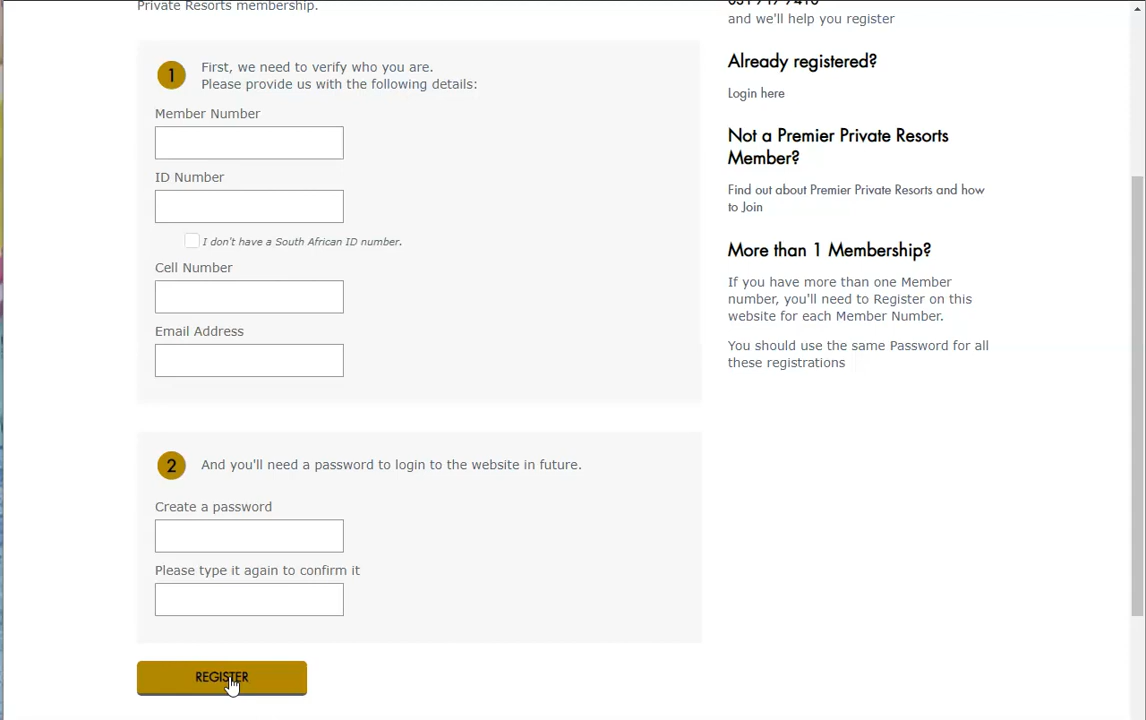 Private Resorts membership.
1
First, we need to verify who you are.
Please provide us with the following details:
Member Number
ID Number
I don't have a South African ID number.
Cell Number
Email Address
2
And you'll need a password to login to the website in future.
Create a password
Please type it again to confirm it
REGISTER
and we'll help you register
Already registered?
Login here
Not a Premier Private Resorts
Member?
Find out about Premier Private Resorts and how
to Join
More than 1 Membership?
If you have more than one Member
number, you'll need to Register on this
website for each Member Number.
You should use the same Password for all
these registrations